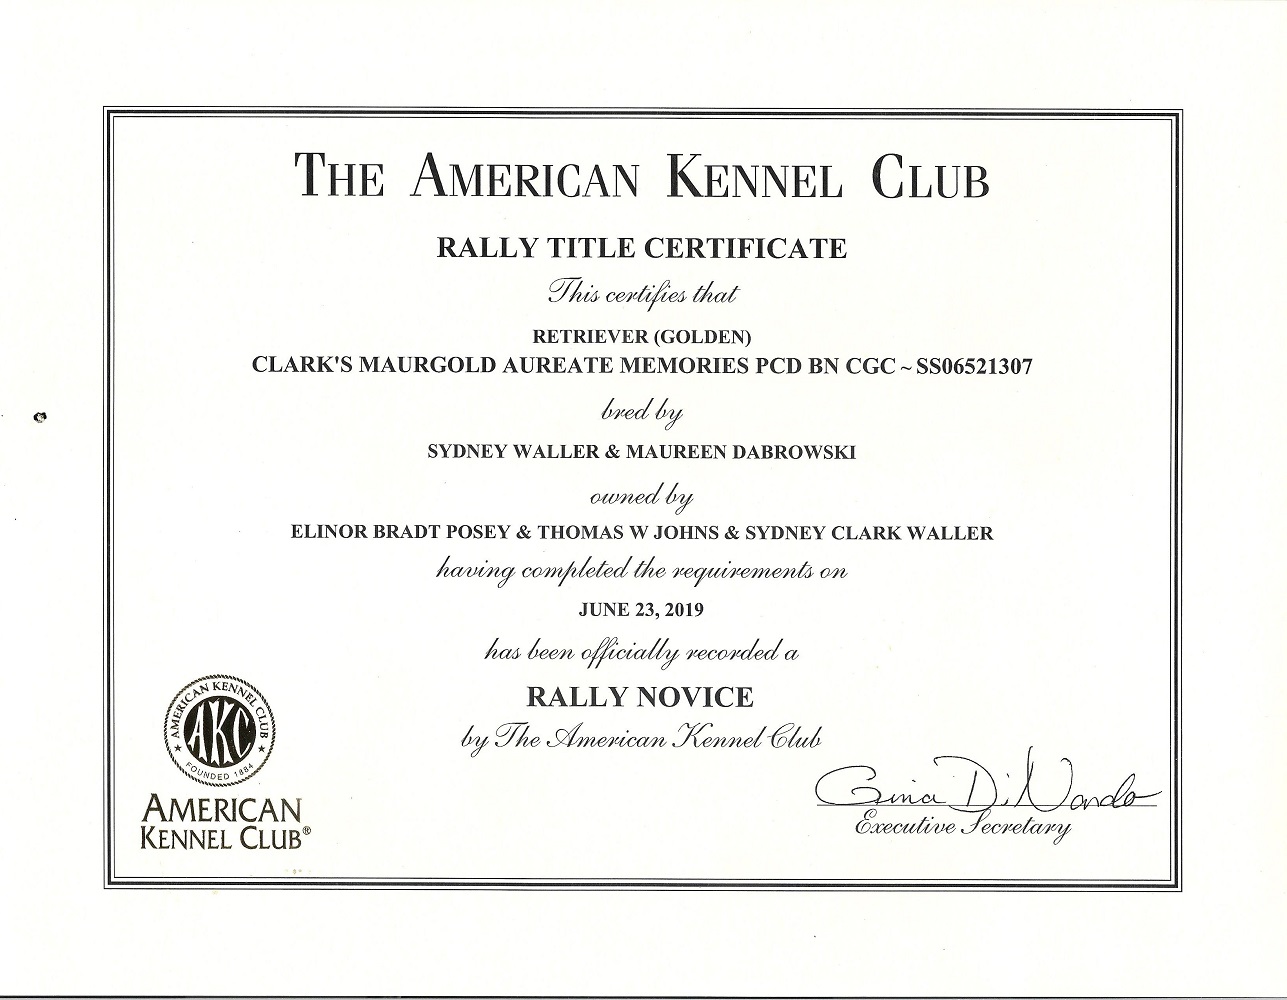 THE AMERICAN KENNEL CLUB
RALLY TITLE CERTIFICATE
This certifies that
RETRIEVER (GOLDEN)
CLARK'S MAURGOLD AUREATE MEMORIES PCD BN CGC ~ SS06521307
bred by
SYDNEY WALLER & MAUREEN DABROWSKI
owned by
ELINOR BRADT POSEY & THOMAS W JOHNS & SYDNEY CLARK WALLER
having completed the requirements on
JUNE 23, 2019
has been officially recorded a
RALLY NOVICE
by The American Kennel Club
AMERICAN KENNEL CLUB
AKC
FOUNDED 1884
AMERICAN
KENNEL CLUB®
Gina DiNardo
Executive Secretary